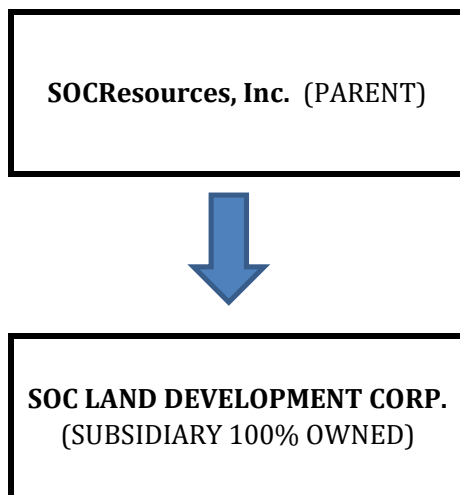 SOCResources, Inc. (PARENT)
SOC LAND DEVELOPMENT CORP.
(SUBSIDIARY 100% OWNED)